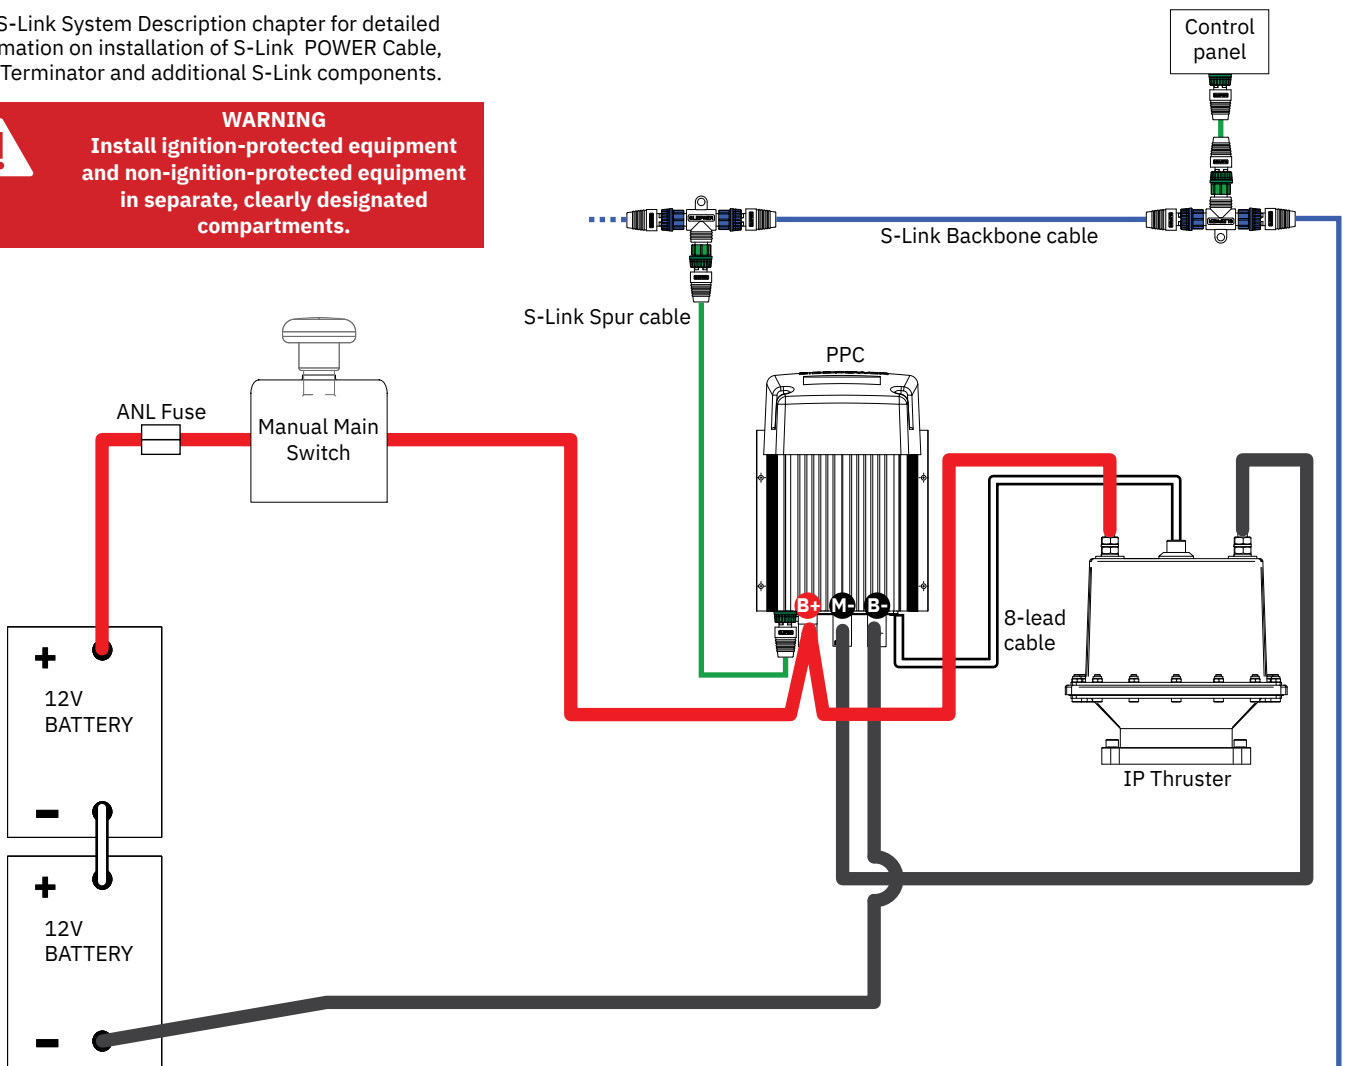 S-Link System Description chapter for detailed
mation on installation of S-Link POWER Cable,
Terminator and additional S-Link components.
WARNING
Install ignition-protected equipment
and non-ignition-protected equipment
in separate, clearly designated
compartments.
Control
panel
S-Link Backbone cable
S-Link Spur cable
PPC
ANL Fuse
Manual Main
Switch
B+ M- B-
8-lead
cable
IP Thruster
+
12V
BATTERY
-
+
12V
BATTERY
-